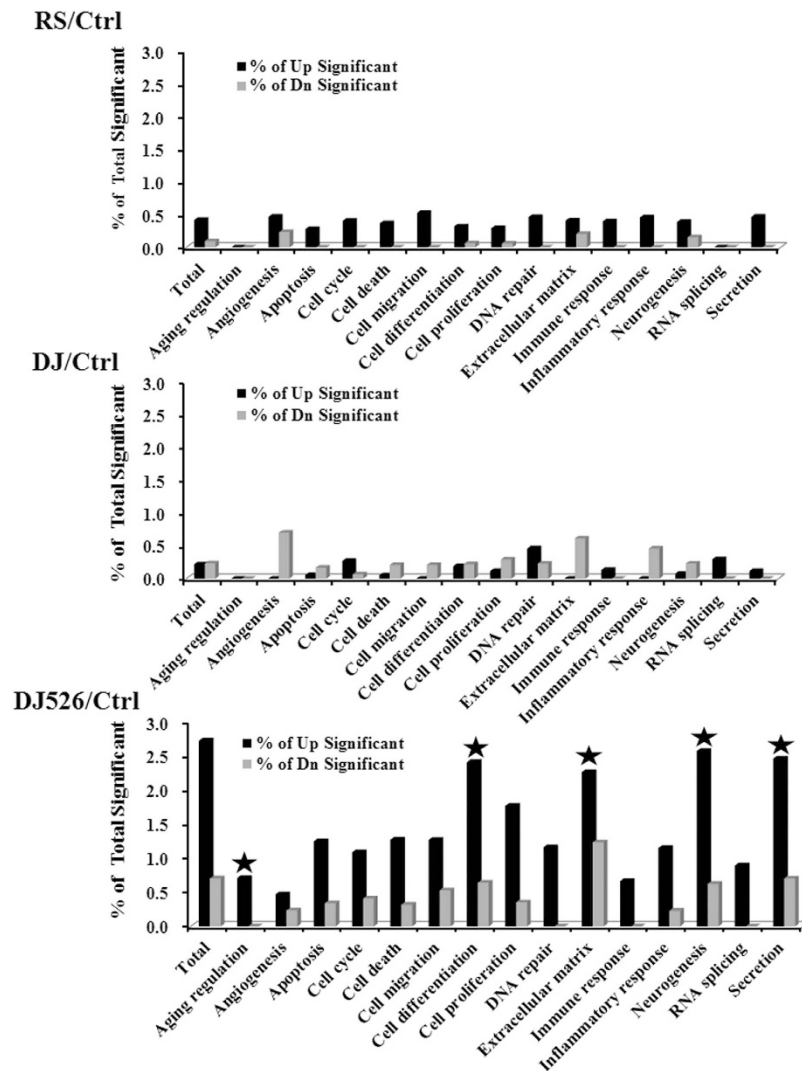 RS/Ctrl
% of Total Significant
3.0
2.5
2.0
1.5
1.0
0.5
0.0
% of Up Significant
% of Dn Significant
Total
Aging regulation
Angiogenesis
Apoptosis
Cell cycle
Cell death
Cell migration
Cell differentiation
Cell proliferation
DNA repair
Extracellular matrix
Immune response
Inflammatory response
Neurogenesis
RNA splicing
Secretion
DJ/Ctrl
% of Total Significant
3.0
2.5
2.0
1.5
1.0
0.5
0.0
% of Up Significant
% of Dn Significant
Total
Aging regulation
Angiogenesis
Apoptosis
Cell cycle
Cell death
Cell migration
Cell differentiation
Cell proliferation
DNA repair
Extracellular matrix
Immune response
Inflammatory response
Neurogenesis
RNA splicing
Secretion
DJ526/Ctrl
% of Total Significant
3.0
2.5
2.0
1.5
1.0
0.5
0.0
% of Up Significant
% of Dn Significant
Total
Aging regulation
Angiogenesis
Apoptosis
Cell cycle
Cell death
Cell migration
Cell differentiation
Cell proliferation
DNA repair
Extracellular matrix
Immune response
Inflammatory response
Neurogenesis
RNA splicing
Secretion